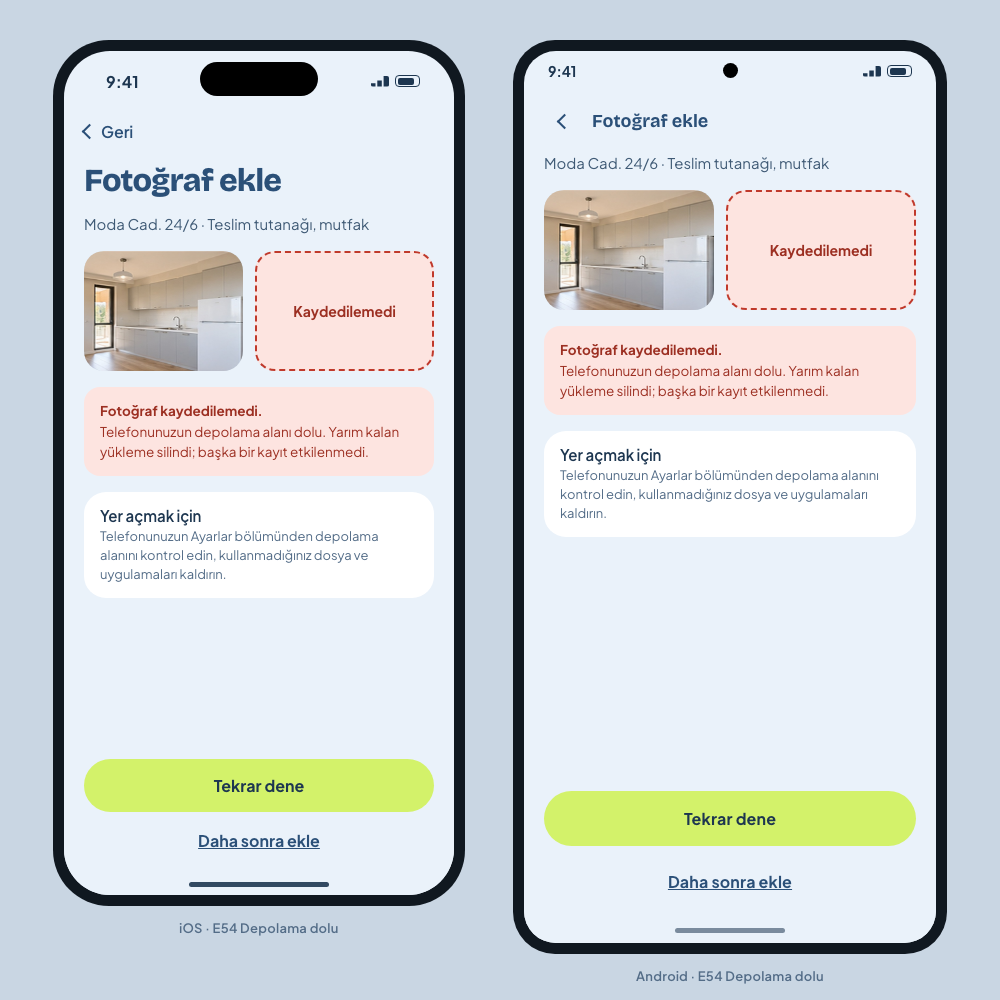 9:41
Geri
Fotoğraf ekle
Moda Cad. 24/6 · Teslim tutanağı, mutfak
Kaydedilemedi
Fotoğraf kaydedilemedi.
Telefonunuzun depolama alanı dolu. Yarım kalan
yükleme silindi; başka bir kayıt etkilenmedi.
Yer açmak için
Telefonunuzun Ayarlar bölümünden depolama
alanını kontrol edin, kullanmadığınız dosya ve
uygulamaları kaldırın.
Tekrar dene
Daha sonra ekle
iOS · E54 Depolama dolu
9:41
Fotoğraf ekle
Moda Cad. 24/6 · Teslim tutanağı, mutfak
Kaydedilemedi
Fotoğraf kaydedilemedi.
Telefonunuzun depolama alanı dolu. Yarım kalan
yükleme silindi; başka bir kayıt etkilenmedi.
Yer açmak için
Telefonunuzun Ayarlar bölümünden depolama alanını
kontrol edin, kullanmadığınız dosya ve uygulamaları
kaldırın.
Tekrar dene
Daha sonra ekle
Android · E54 Depolama dolu